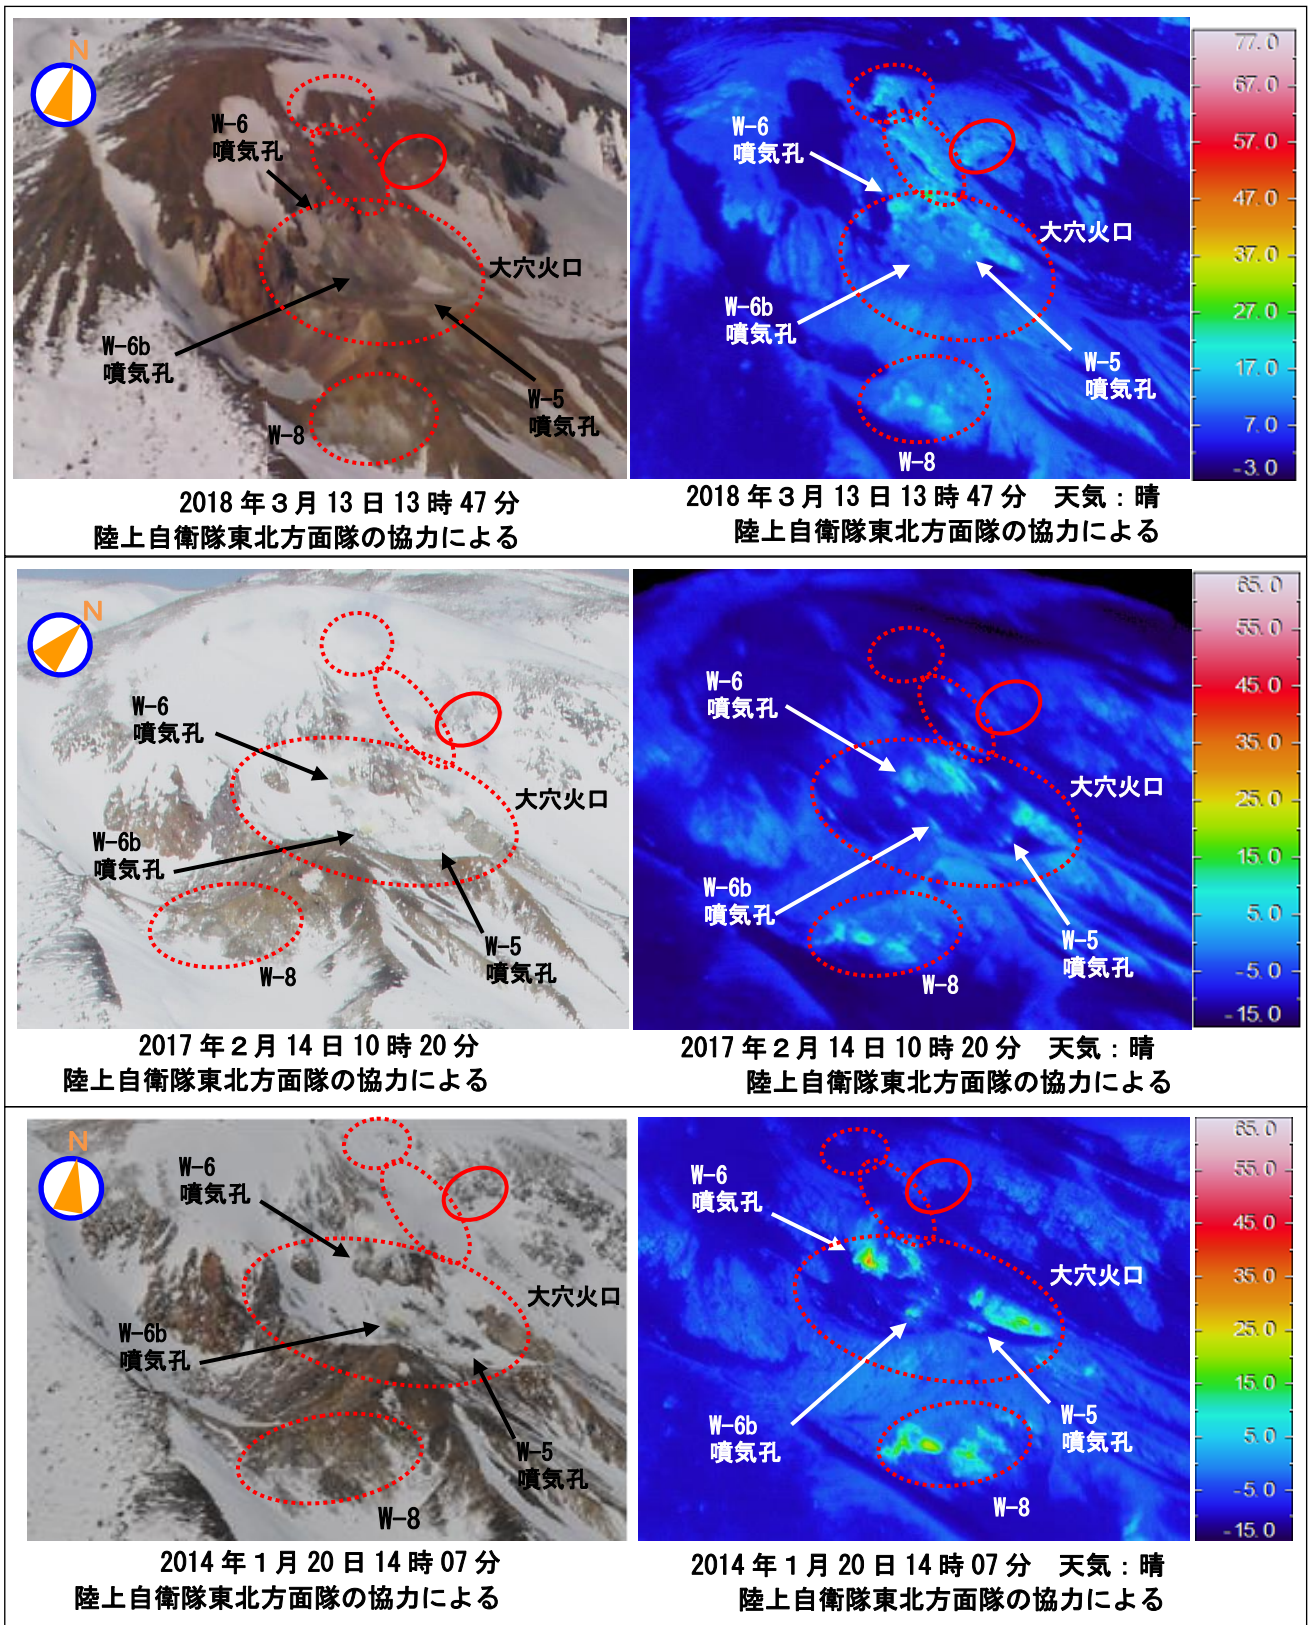 N
W-6
噴気孔
大穴火口
W-6b
噴気孔
W-5
噴気孔
W-8
W-6
噴気孔
大穴火口
W-6b
噴気孔
W-5
噴気孔
W-8
77.0
67.0
57.0
47.0
37.0
27.0
17.0
7.0
-3.0
2018年3月13日13時47分
陸上自衛隊東北方面隊の協力による
2018年3月13日13時47分 天気:晴
陸上自衛隊東北方面隊の協力による
N
W-6
噴気孔
大穴火口
W-6b
噴気孔
W-5
噴気孔
W-8
W-6
噴気孔
大穴火口
W-6b
噴気孔
W-5
噴気孔
W-8
65.0
55.0
45.0
35.0
25.0
15.0
5.0
-5.0
-15.0
2017年2月14日10時20分
陸上自衛隊東北方面隊の協力による
2017年2月14日10時20分 天気:晴
陸上自衛隊東北方面隊の協力による
N
W-6
噴気孔
大穴火口
W-6b
噴気孔
W-5
噴気孔
W-8
W-6
噴気孔
大穴火口
W-6b
噴気孔
W-5
噴気孔
W-8
65.0
55.0
45.0
35.0
25.0
15.0
5.0
-5.0
-15.0
2014年1月20日14時07分
陸上自衛隊東北方面隊の協力による
2014年1月20日14時07分 天気:晴
陸上自衛隊東北方面隊の協力による